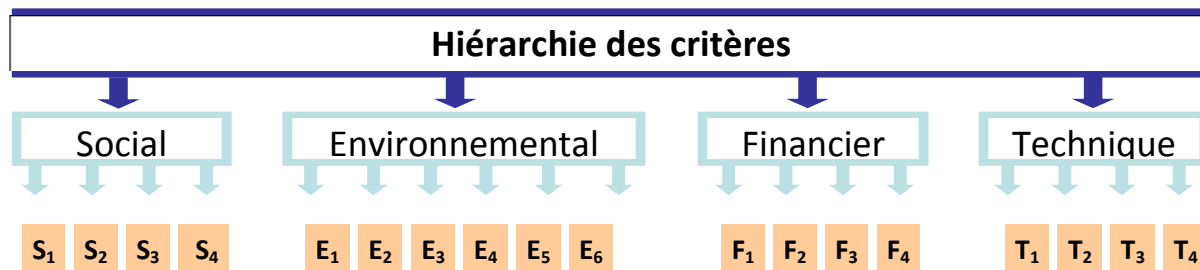 Hiérarchie des critères
Social Environnemental Financier Technique
S₁ S₂ S₃ S₄ E₁ E₂ E₃ E₄ E₅ E₆ F₁ F₂ F₃ F₄ T₁ T₂ T₃ T₄